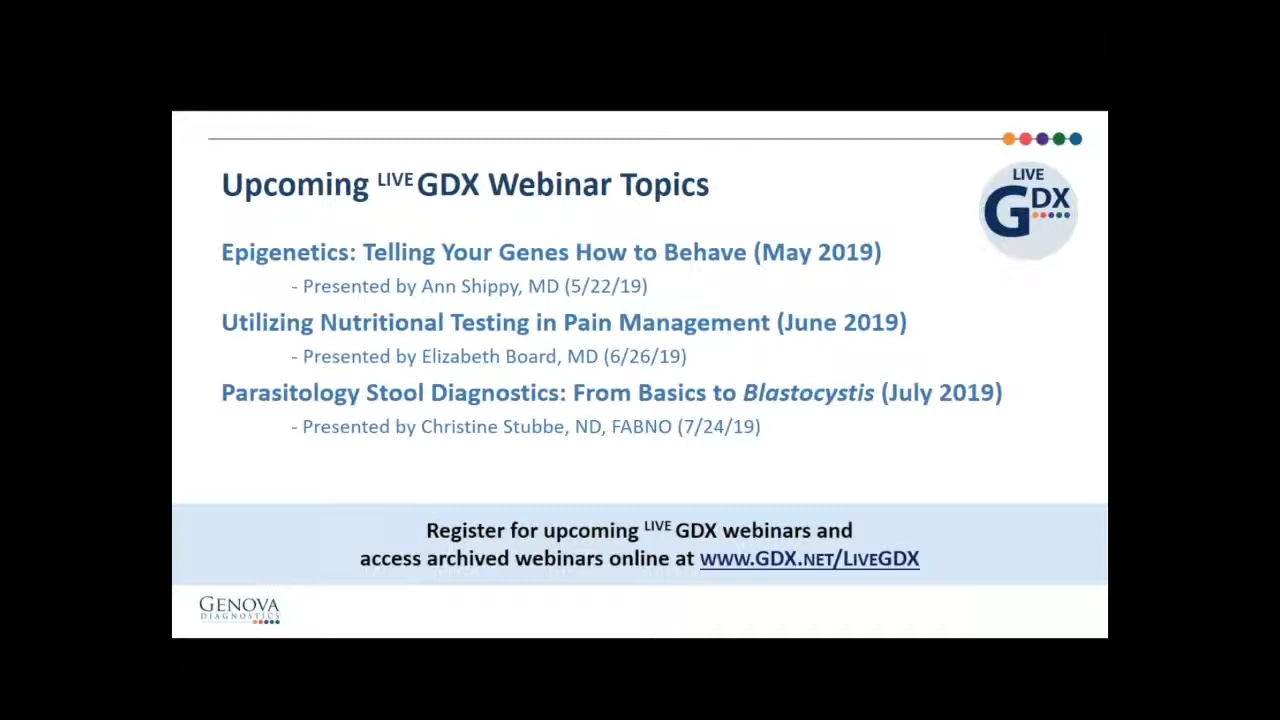 Upcoming LIVE GDX Webinar Topics
LIVE
GDX
Epigenetics: Telling Your Genes How to Behave (May 2019)
- Presented by Ann Shippy, MD (5/22/19)
Utilizing Nutritional Testing in Pain Management (June 2019)
- Presented by Elizabeth Board, MD (6/26/19)
Parasitology Stool Diagnostics: From Basics to Blastocystis (July 2019)
- Presented by Christine Stubbe, ND, FABNO (7/24/19)
Register for upcoming LIVE GDX webinars and
access archived webinars online at WWW.GDX.NET/LIVEGDX
GENOVA
DIAGNOSTICS